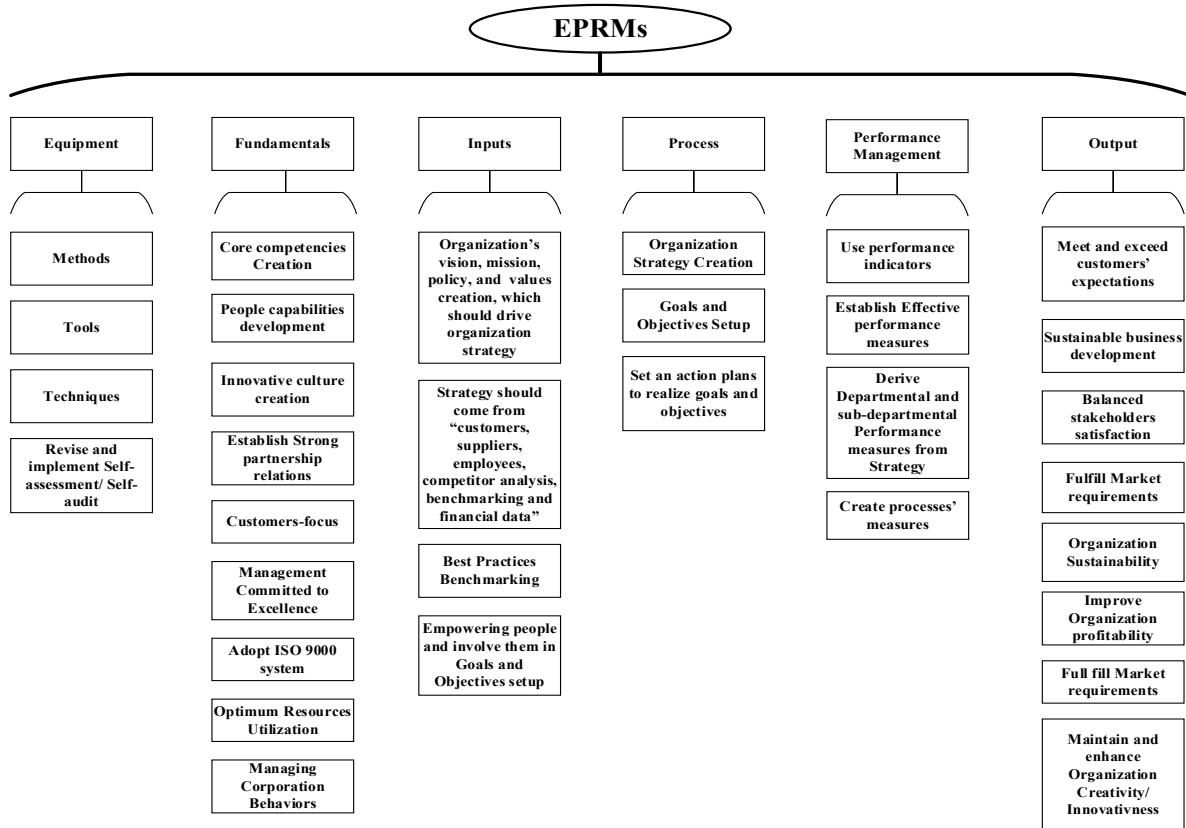 EPRMs
Equipment
Fundamentals
Inputs
Process
Performance
Management
Output
Methods
Tools
Techniques
Revise and
implement Self-
assessment/ Self-
audit
Core competencies
Creation
People capabilities
development
Innovative culture
creation
Establish Strong
partnership
relations
Customers-focus
Management
Committed to
Excellence
Adopt ISO 9000
system
Optimum Resources
Utilization
Managing
Corporation
Behaviors
Organization's
vision, mission,
policy, and values
creation, which
should drive
organization
strategy
Strategy should
come from
“customers,
suppliers,
employees,
competitor analysis,
benchmarking and
financial data”
Best Practices
Benchmarking
Empowering people
and involve them in
Goals and
Objectives setup
Organization
Strategy Creation
Goals and
Objectives Setup
Set an action plans
to realize goals and
objectives
Use performance
indicators
Establish Effective
performance
measures
Derive
Departmental and
sub-departmental
Performance
measures from
Strategy
Create processes’
measures
Meet and exceed
customers’
expectations
Sustainable business
development
Balanced
stakeholders
satisfaction
Fulfill Market
requirements
Organization
Sustainability
Improve
Organization
profitability
Full fill Market
requirements
Maintain and
enhance
Organization
Creativity/
Innovativness